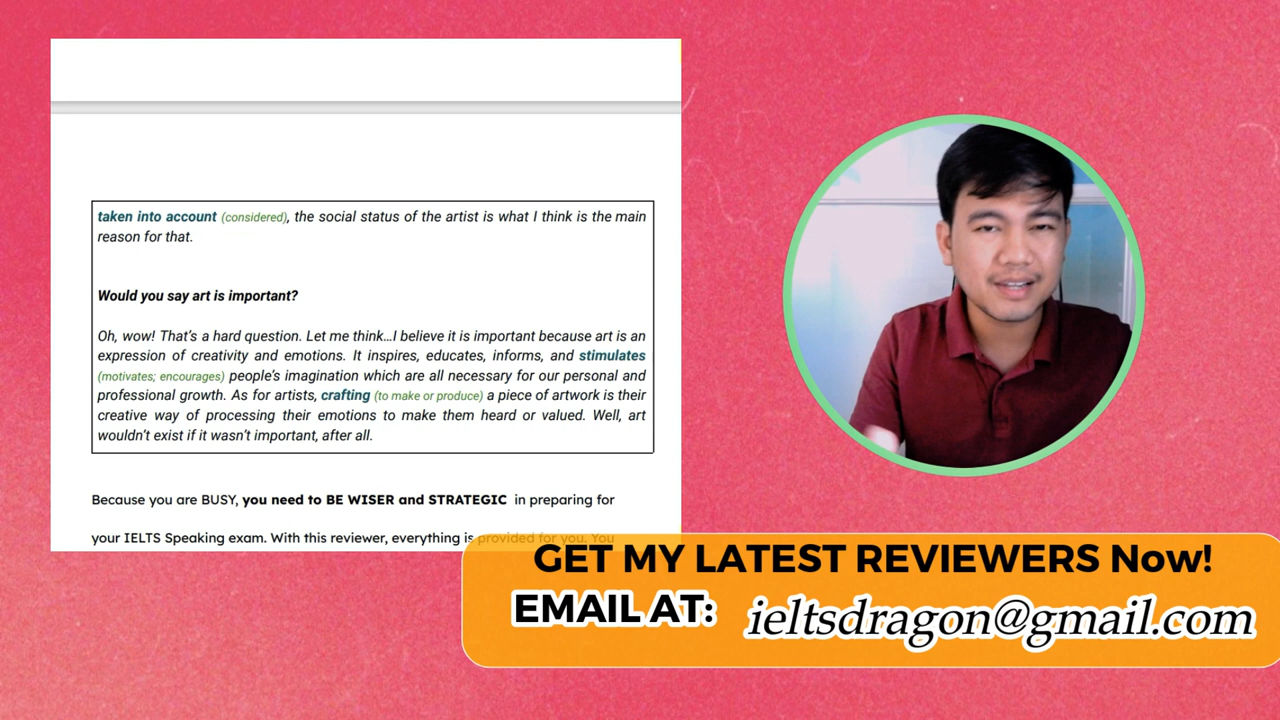 taken into account (considered), the social status of the artist is what I think is the main
reason for that.
Would you say art is important?
Oh, wow! That's a hard question. Let me think...I believe it is important because art is an
expression of creativity and emotions. It inspires, educates, informs, and stimulates
(motivates; encourages) people's imagination which are all necessary for our personal and
professional growth. As for artists, crafting (to make or produce) a piece of artwork is their
creative way of processing their emotions to make them heard or valued. Well, art
wouldn't exist if it wasn't important, after all.
Because you are BUSY, you need to BE WISER and STRATEGIC in preparing for
your IELTS Speaking exam. With this reviewer, everything is provided for you. You
GET MY LATEST REVIEWERS Now!
EMAIL AT: ieltsdragon@gmail.com